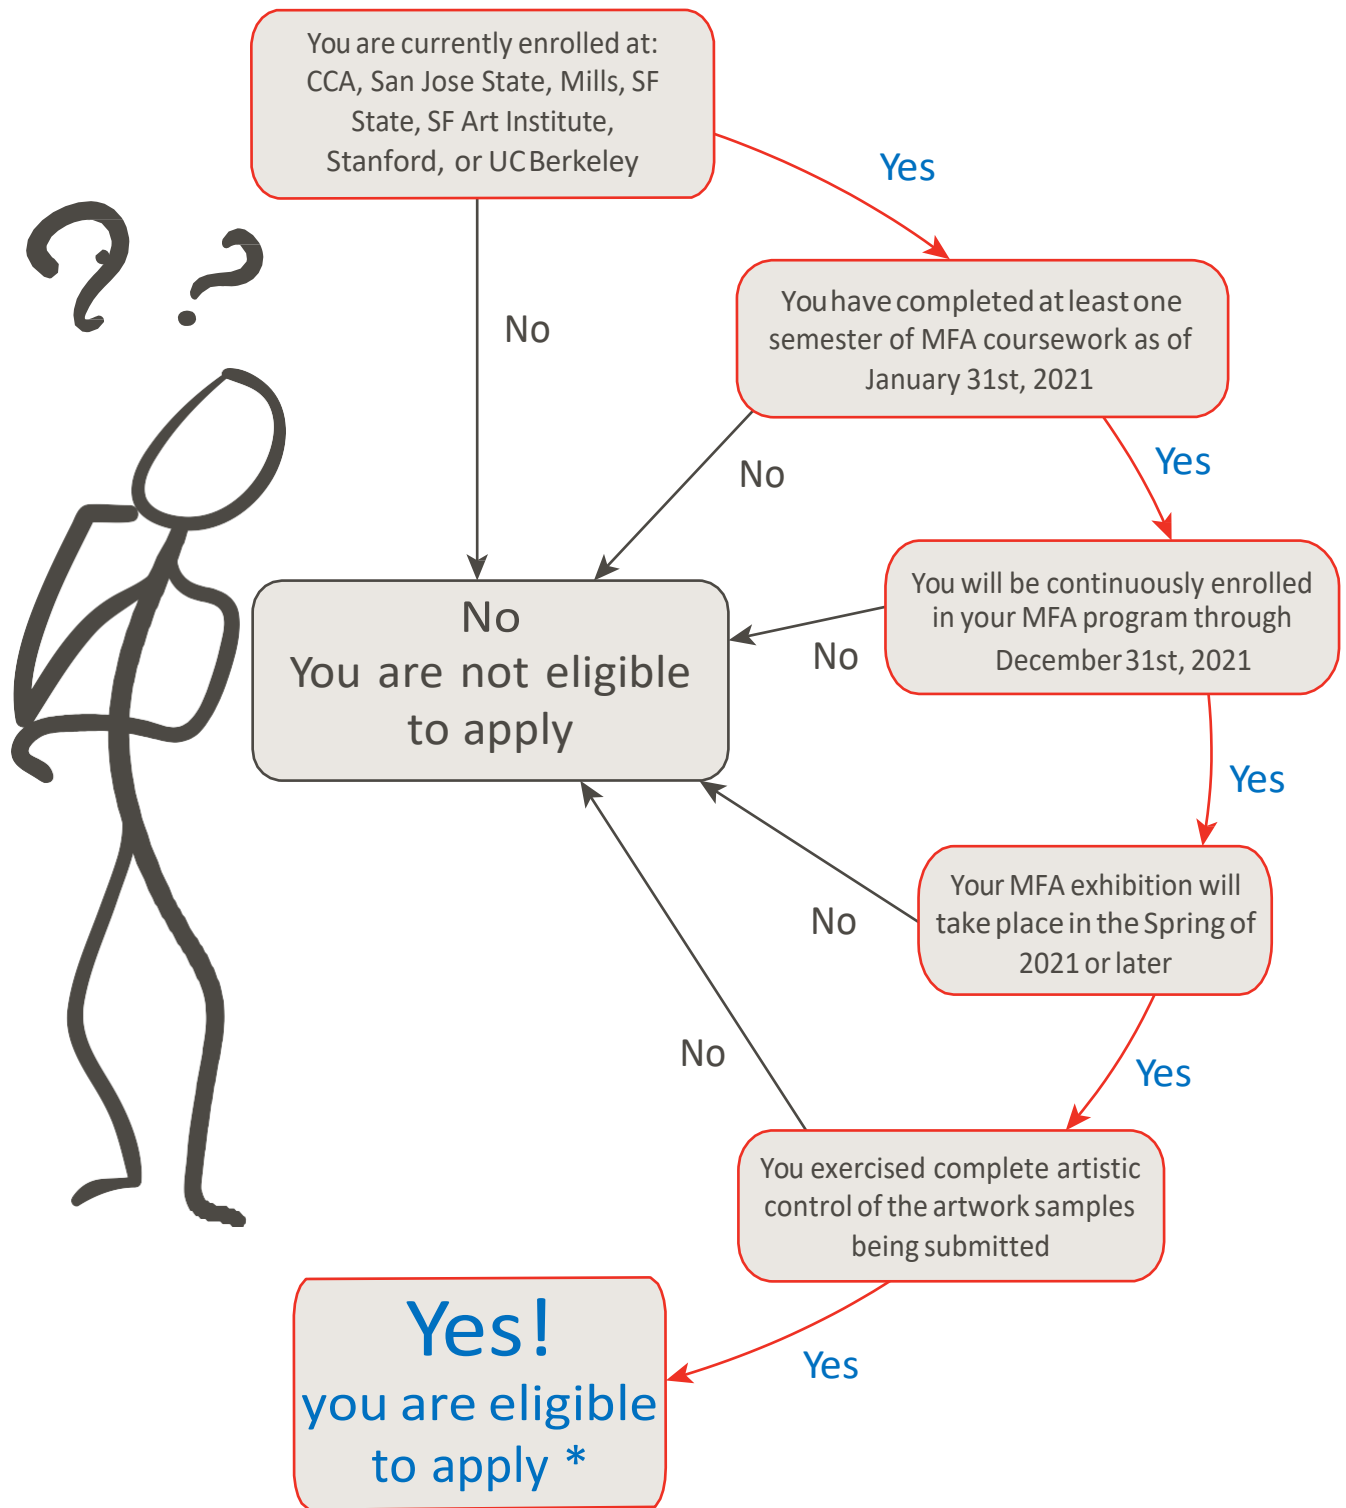 You are currently enrolled at:
CCA, San Jose State, Mills, SF
State, SF Art Institute,
Stanford, or UC Berkeley
Yes
? ?
No
You have completed at least one
semester of MFA coursework as of
January 31st, 2021
No
Yes
You will be continuously enrolled
in your MFA program through
December 31st, 2021
No
No
You are not eligible
to apply
Yes
Your MFA exhibition will
take place in the Spring of
2021 or later
No
Yes
No
You exercised complete artistic
control of the artwork samples
being submitted
Yes
Yes!
you are eligible
to apply *